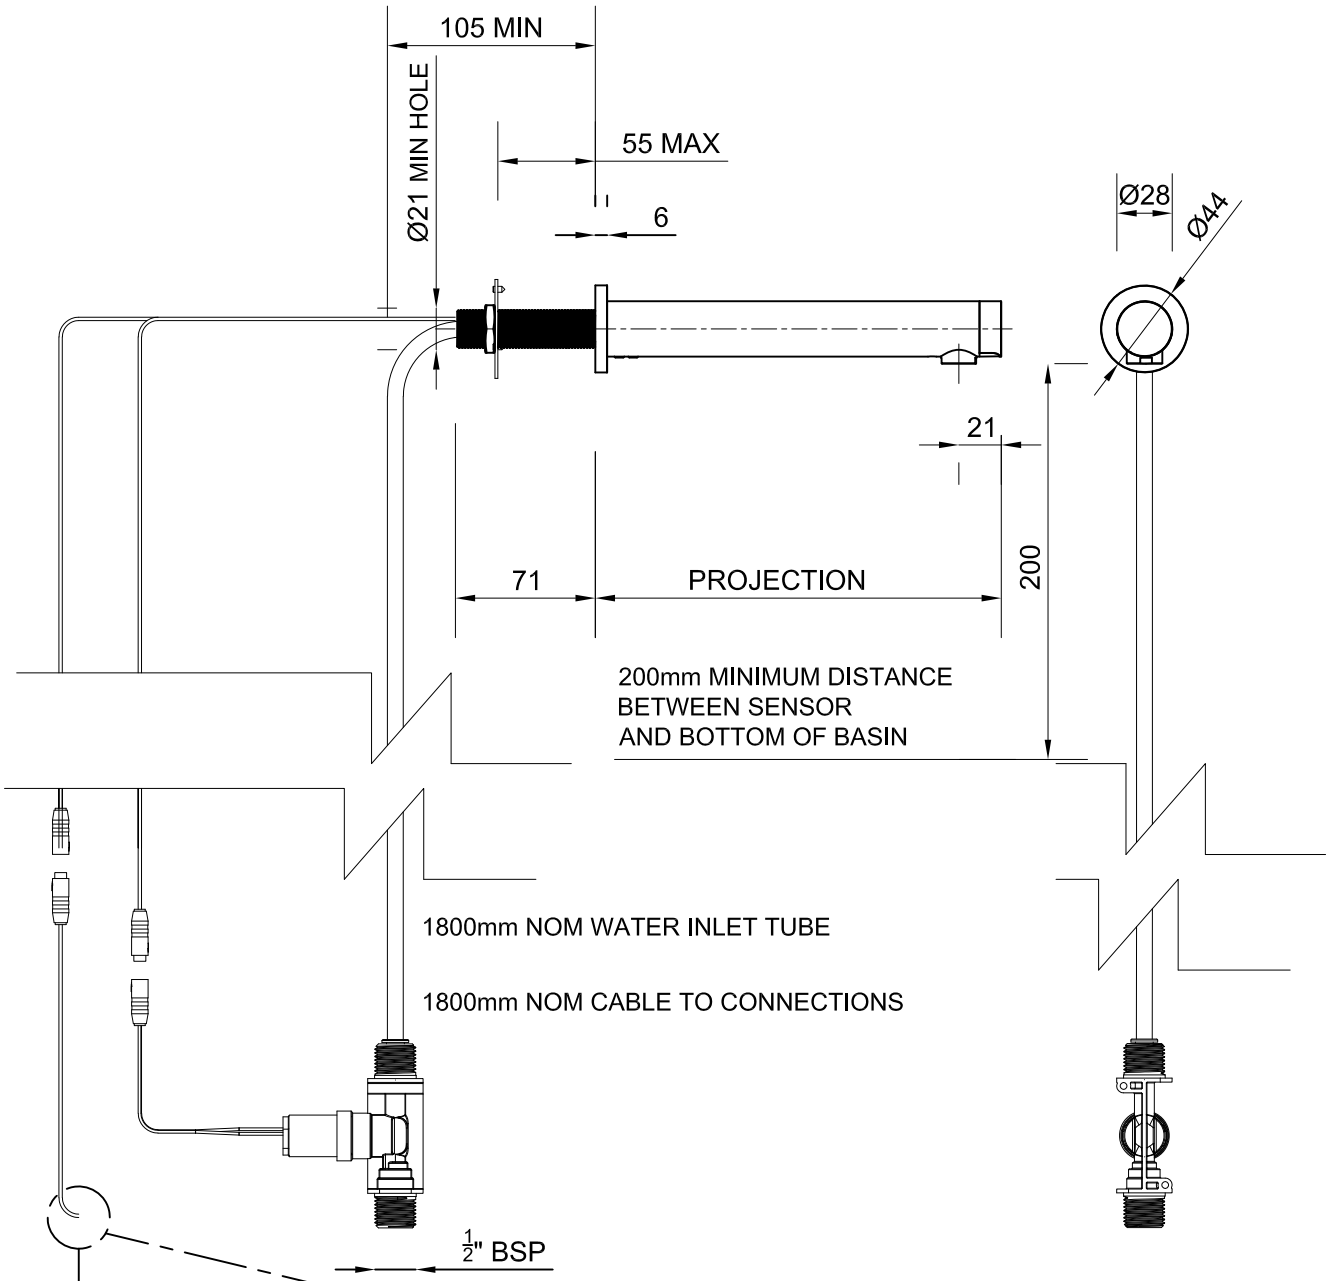 105 MIN
Ø21 MIN HOLE
55 MAX
6
Ø28
Ø44
21
200
71
PROJECTION
200mm MINIMUM DISTANCE
BETWEEN SENSOR
AND BOTTOM OF BASIN
1800mm NOM WATER INLET TUBE
1800mm NOM CABLE TO CONNECTIONS
1/2" BSP